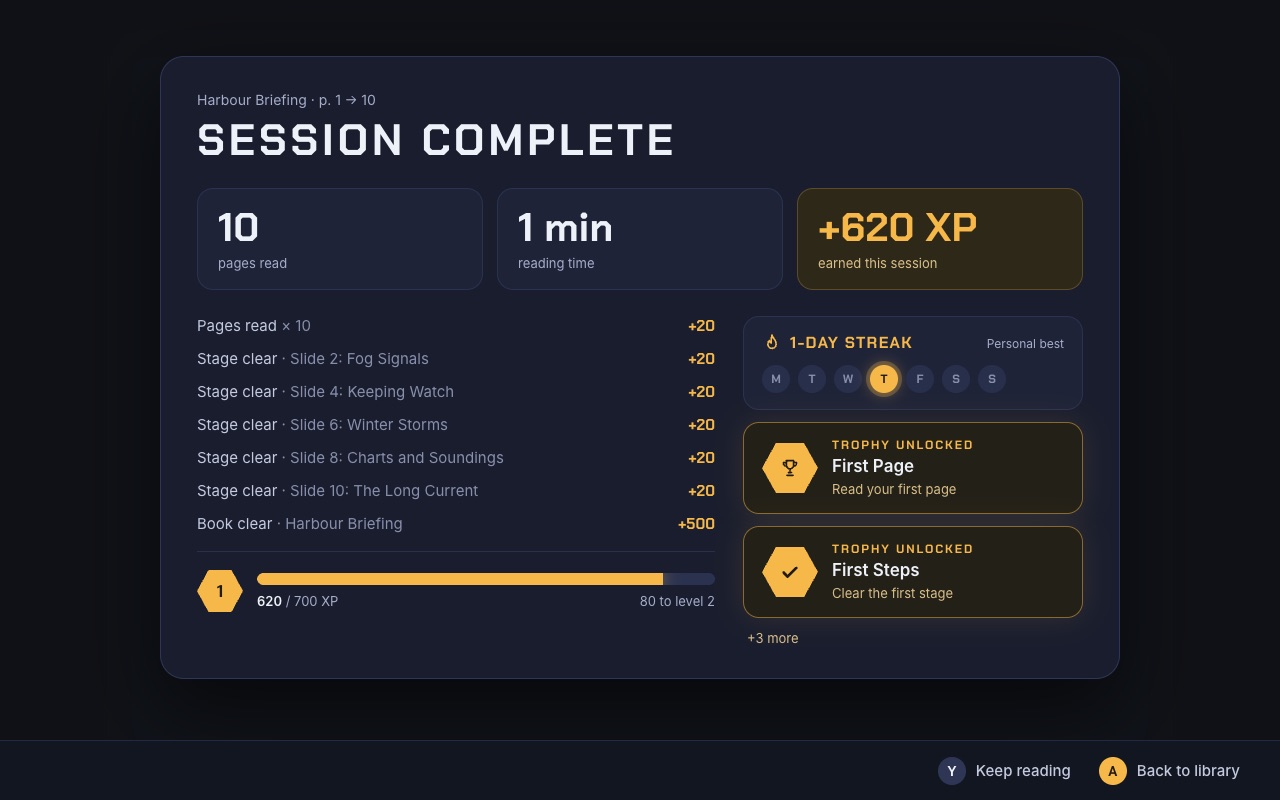 Harbour Briefing · p. 1 → 10
SESSION COMPLETE
10
pages read
1 min
reading time
+620 XP
earned this session
Pages read × 10 +20
Stage clear · Slide 2: Fog Signals +20
Stage clear · Slide 4: Keeping Watch +20
Stage clear · Slide 6: Winter Storms +20
Stage clear · Slide 8: Charts and Soundings +20
Stage clear · Slide 10: The Long Current +20
Book clear · Harbour Briefing +500
1
620 / 700 XP 80 to level 2
1-DAY STREAK Personal best
M T W T F S S
TROPHY UNLOCKED
First Page
Read your first page
TROPHY UNLOCKED
First Steps
Clear the first stage
+3 more
Y Keep reading A Back to library